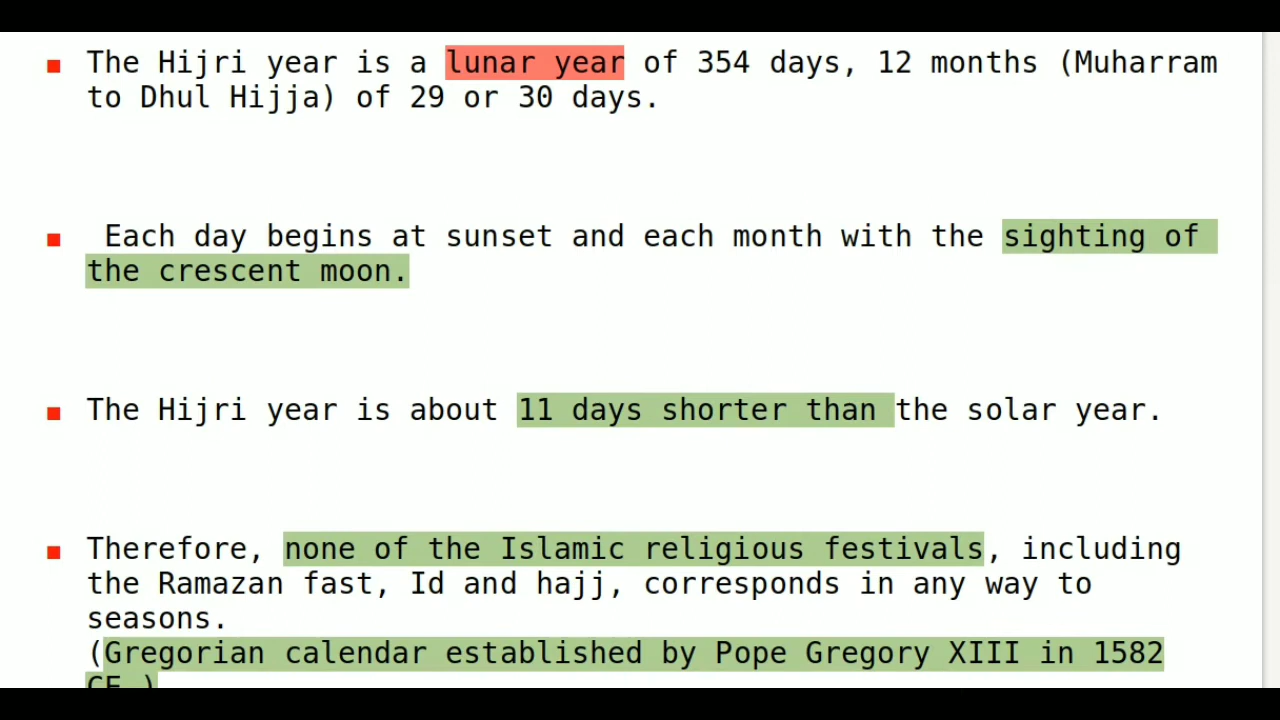 The Hijri year is a lunar year of 354 days, 12 months (Muharram
to Dhul Hijja) of 29 or 30 days.
Each day begins at sunset and each month with the sighting of
the crescent moon.
The Hijri year is about 11 days shorter than the solar year.
Therefore, none of the Islamic religious festivals, including
the Ramazan fast, Id and hajj, corresponds in any way to
seasons.
(Gregorian calendar established by Pope Gregory XIII in 1582
CE.)